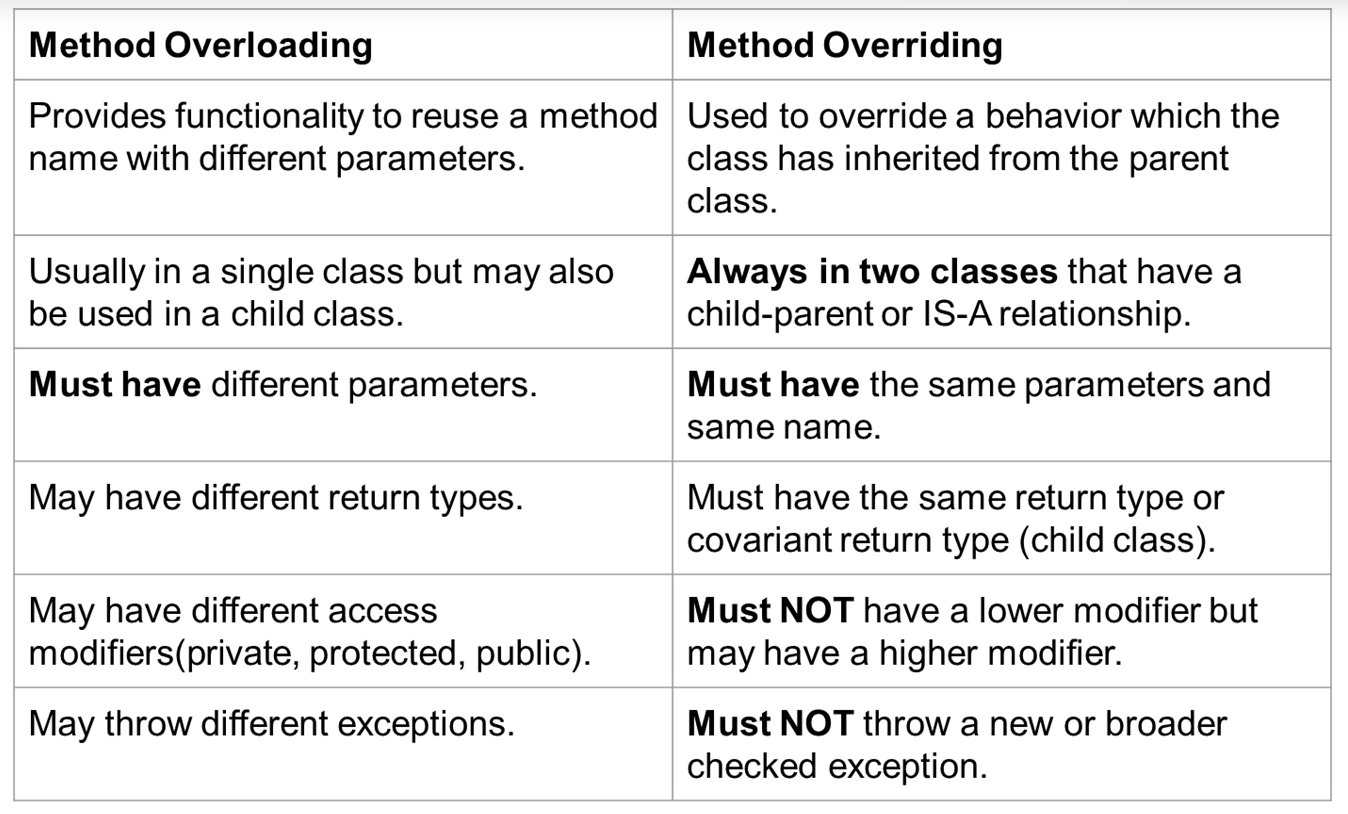 Method Overloading
Method Overriding
Provides functionality to reuse a method
name with different parameters.
Used to override a behavior which the
class has inherited from the parent
class.
Usually in a single class but may also
be used in a child class.
Always in two classes that have a
child-parent or IS-A relationship.
Must have different parameters.
Must have the same parameters and
same name.
May have different return types.
Must have the same return type or
covariant return type (child class).
May have different access
modifiers(private, protected, public).
Must NOT have a lower modifier but
may have a higher modifier.
May throw different exceptions.
Must NOT throw a new or broader
checked exception.